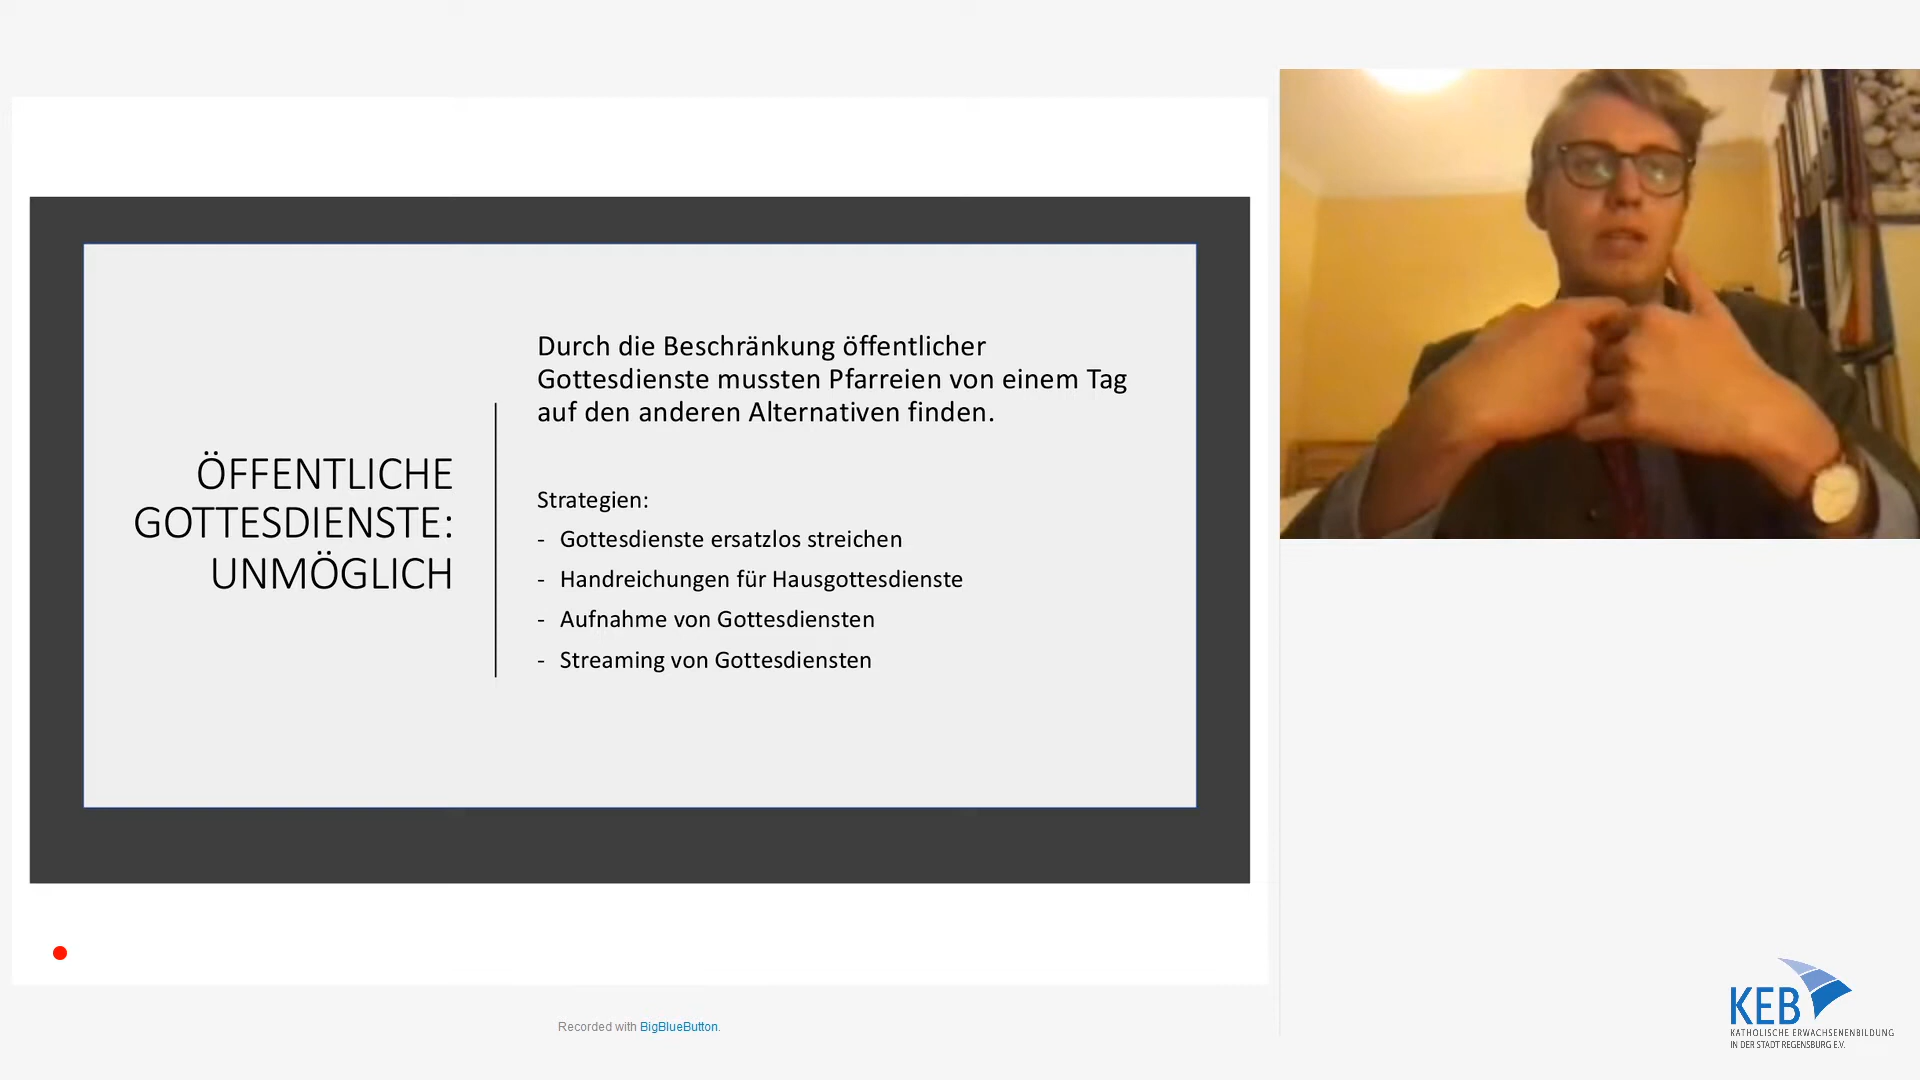 ÖFFENTLICHE
GOTTESDIENSTE:
UNMÖGLICH
Durch die Beschränkung öffentlicher
Gottesdienste mussten Pfarreien von einem Tag
auf den anderen Alternativen finden.
Strategien:
- Gottesdienste ersatzlos streichen
- Handreichungen für Hausgottesdienste
- Aufnahme von Gottesdiensten
- Streaming von Gottesdiensten
Recorded with BigBlueButton.
KEB
KATHOLISCHE ERWACHSENENBILDUNG
IN DER STADT REGENSBURG E.V.